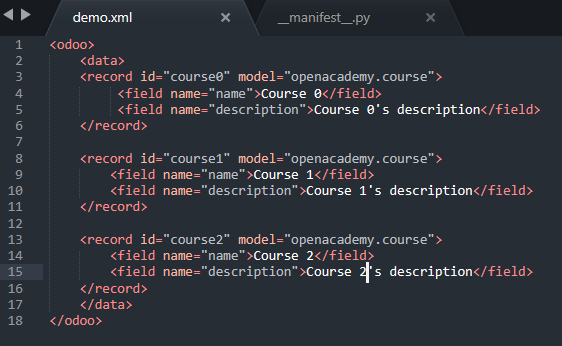 demo.xml × __manifest__.py ×
1 <odoo>
2     <data>
3     <record id="course0" model="openacademy.course">
4          <field name="name">Course 0</field>
5          <field name="description">Course 0's description</field>
6     </record>
7
8     <record id="course1" model="openacademy.course">
9         <field name="name">Course 1</field>
10         <field name="description">Course 1's description</field>
11     </record>
12
13     <record id="course2" model="openacademy.course">
14         <field name="name">Course 2</field>
15         <field name="description">Course 2's description</field>
16     </record>
17     </data>
18 </odoo>